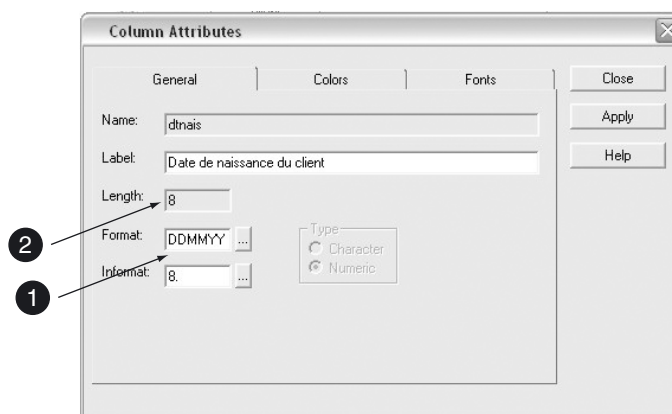 Column Attributes
General Colors Fonts
Close
Name: dtnais
Apply
Label: Date de naissance du client
Help
Length: 8
2
Format: DDMMYY ...
Type
Character
Informat: 8. ...
Numeric
1